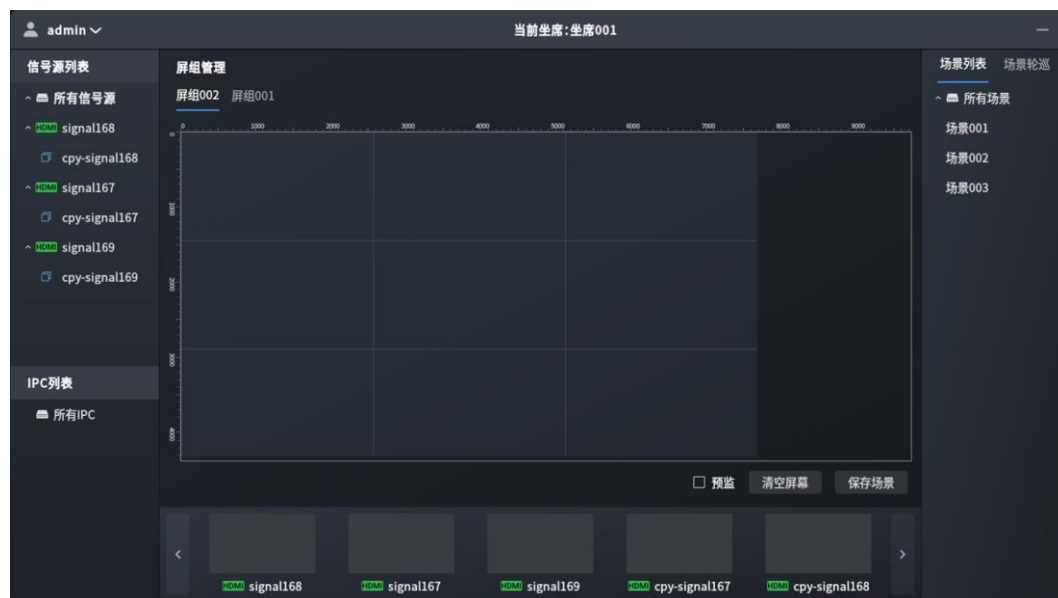 admin
当前坐席:坐席001
信号源列表
所有信号源
HDMI signal168
cpy-signal168
HDMI signal167
cpy-signal167
HDMI signal169
cpy-signal169
IPC列表
所有IPC
屏组管理
屏组002 屏组001
0 1000 2000 3000 4000 5000 6000 7000 8000 9000
0
1000
2000
3000
4000
预监 清空屏幕 保存场景
HDMI signal168 HDMI signal167 HDMI signal169 HDMI cpy-signal167 HDMI cpy-signal168
场景列表 场景轮巡
所有场景
场景001
场景002
场景003